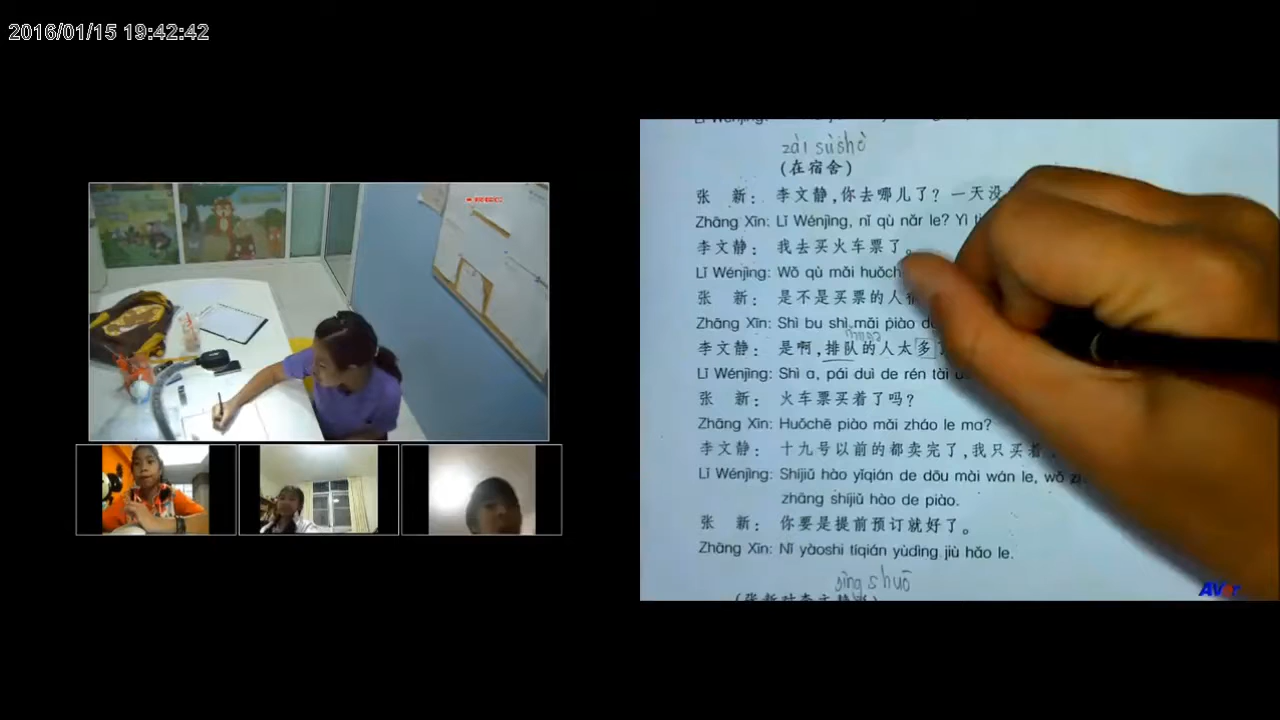 2016/01/15 19:42:42
zài sùshè
(在宿舍)
张 新: 李文静,你去哪儿了? 一天没
Zhāng Xīn: Lǐ Wénjìng, nǐ qù nǎr le? Yì
李文静: 我去买火车票了。
Lǐ Wénjìng: Wǒ qù mǎi huǒch
张 新: 是不是买票的人
Zhāng Xīn: Shì bu shì mǎi piào d
李文静: 是啊,排队的人太多
Lǐ Wénjìng: Shì a, pái duì de rén tài
张 新: 火车票买着了吗?
Zhāng Xīn: Huǒchē piào mǎi zháo le ma?
李文静: 十九号以前的都卖完了,我只买着
Lǐ Wénjìng: Shíjiǔ hào yǐqián de dōu mài wán le, wǒ
zhāng shíjiǔ hào de piào.
张 新: 你要是提前预订就好了。
Zhāng Xīn: Nǐ yàoshi tíqián yùdìng jiù hǎo le.
jìng shuō
AVer